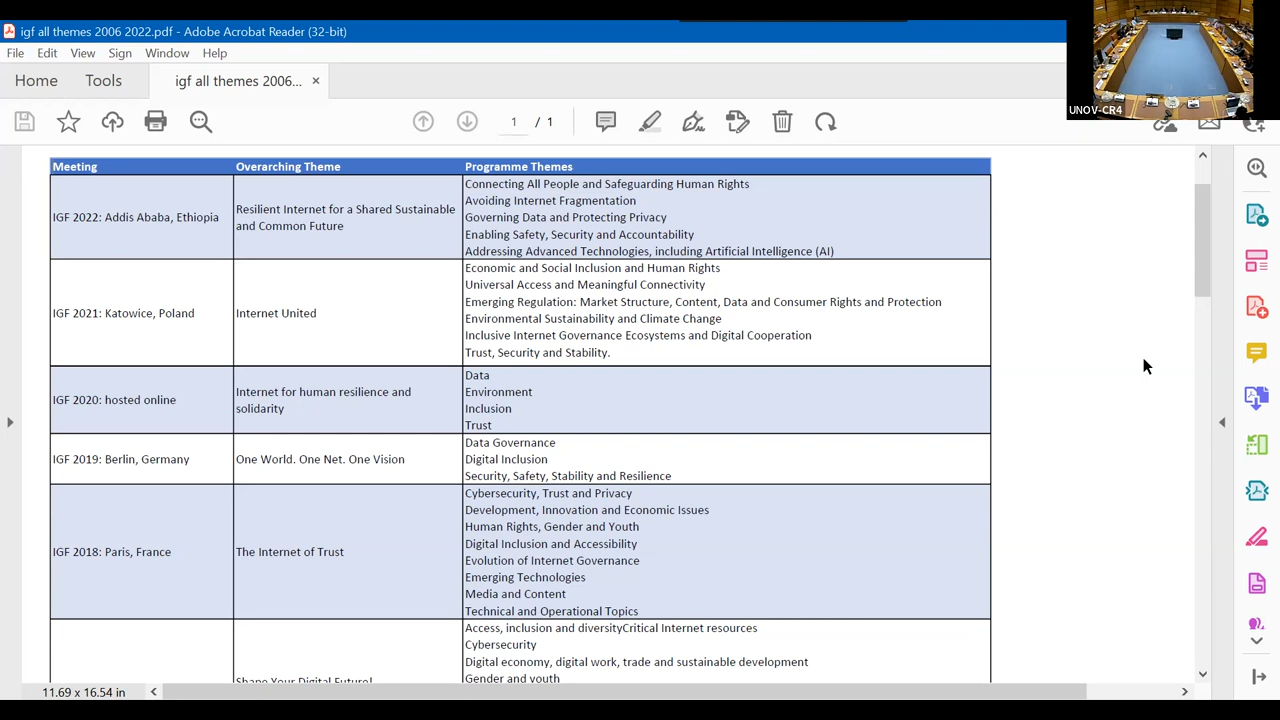 igf all themes 2006 2022.pdf - Adobe Acrobat Reader (32-bit)
File Edit View Sign Window Help
UNOV-CR4
Home Tools igf all themes 2006... ×
1 / 1
Meeting Overarching Theme Programme Themes
IGF 2022: Addis Ababa, Ethiopia
Resilient Internet for a Shared Sustainable
and Common Future
Connecting All People and Safeguarding Human Rights
Avoiding Internet Fragmentation
Governing Data and Protecting Privacy
Enabling Safety, Security and Accountability
Addressing Advanced Technologies, including Artificial Intelligence (AI)
IGF 2021: Katowice, Poland
Internet United
Economic and Social Inclusion and Human Rights
Universal Access and Meaningful Connectivity
Emerging Regulation: Market Structure, Content, Data and Consumer Rights and Protection
Environmental Sustainability and Climate Change
Inclusive Internet Governance Ecosystems and Digital Cooperation
Trust, Security and Stability.
IGF 2020: hosted online
Internet for human resilience and
solidarity
Data
Environment
Inclusion
Trust
IGF 2019: Berlin, Germany
One World. One Net. One Vision
Data Governance
Digital Inclusion
Security, Safety, Stability and Resilience
IGF 2018: Paris, France
The Internet of Trust
Cybersecurity, Trust and Privacy
Development, Innovation and Economic Issues
Human Rights, Gender and Youth
Digital Inclusion and Accessibility
Evolution of Internet Governance
Emerging Technologies
Media and Content
Technical and Operational Topics
Shape Your Digital Future!
Access, inclusion and diversityCritical Internet resources
Cybersecurity
Digital economy, digital work, trade and sustainable development
Gender and youth
11.69 x 16.54 in